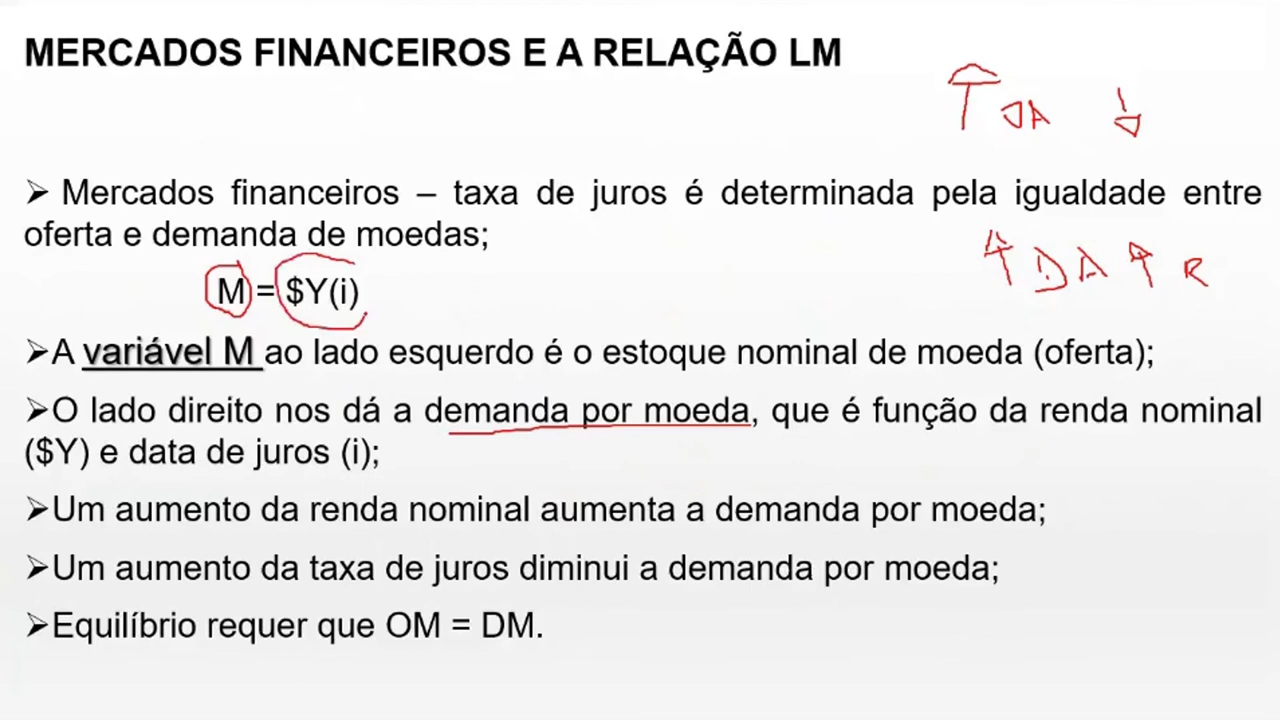 MERCADOS FINANCEIROS E A RELAÇÃO LM
➢ Mercados financeiros – taxa de juros é determinada pela igualdade entre
oferta e demanda de moedas;
M = $Y(i)
DA R
➢A variável M ao lado esquerdo é o estoque nominal de moeda (oferta);
➢O lado direito nos dá a demanda por moeda, que é função da renda nominal
($Y) e data de juros (i);
➢Um aumento da renda nominal aumenta a demanda por moeda;
➢Um aumento da taxa de juros diminui a demanda por moeda;
➢Equilíbrio requer que OM = DM.